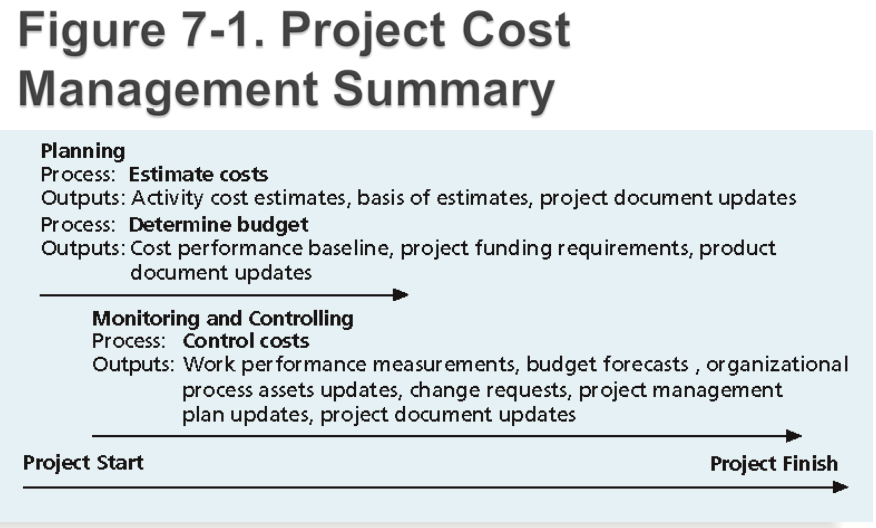 Figure 7-1. Project Cost
Management Summary
Planning
Process: Estimate costs
Outputs: Activity cost estimates, basis of estimates, project document updates
Process: Determine budget
Outputs: Cost performance baseline, project funding requirements, product
document updates
Monitoring and Controlling
Process: Control costs
Outputs: Work performance measurements, budget forecasts , organizational
process assets updates, change requests, project management
plan updates, project document updates
Project Start
Project Finish